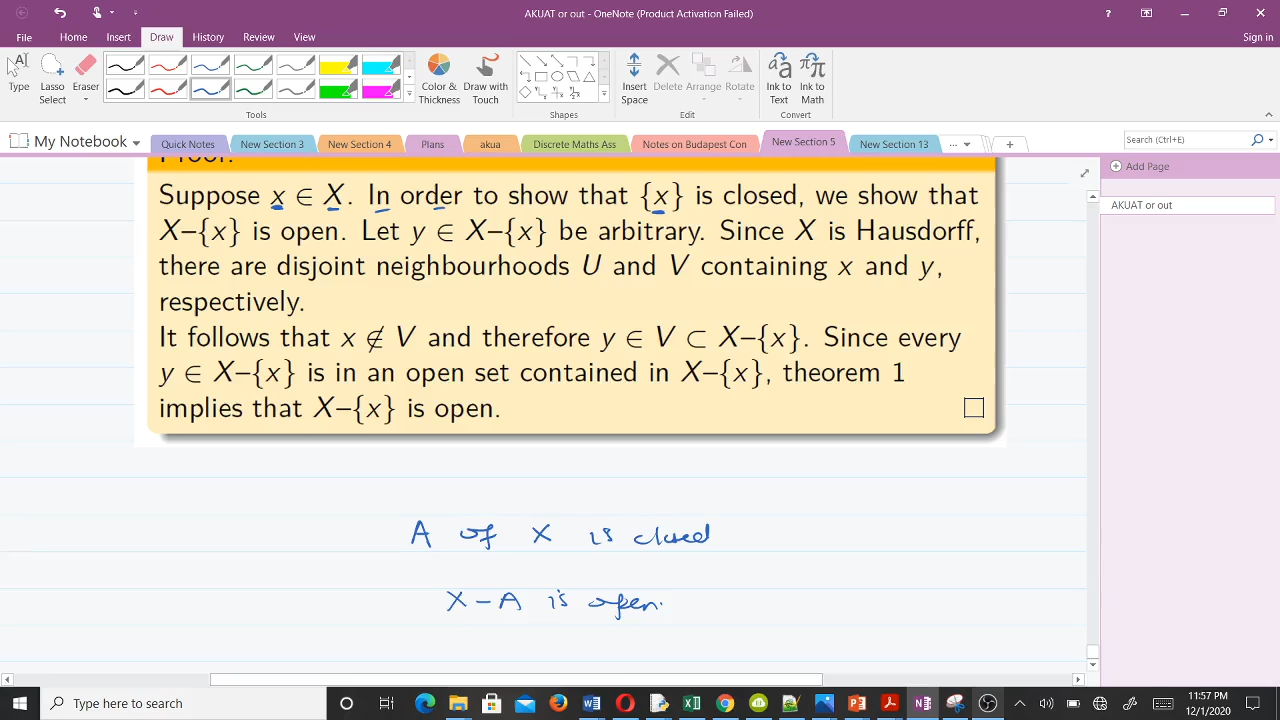 AKUAT or out - OneNote (Product Activation Failed)
?
Sign in
File Home Insert Draw History Review View
Type
Lasso Select
Eraser
Color & Thickness
Draw with Touch
Insert Space
Delete
Arrange
Rotate
Ink to Text
Ink to Math
Tools
Shapes
Edit
Convert
My Notebook
Quick Notes
New Section 3
New Section 4
Plans
akua
Discrete Maths Ass
Notes on Budapest Con
New Section 5
New Section 13
...
Search (Ctrl+E)
Add Page
AKUAT or out
Proof.
Suppose x ∈ X. In order to show that {x} is closed, we show that
X–{x} is open. Let y ∈ X–{x} be arbitrary. Since X is Hausdorff,
there are disjoint neighbourhoods U and V containing x and y,
respectively.
It follows that x ∉ V and therefore y ∈ V ⊂ X–{x}. Since every
y ∈ X–{x} is in an open set contained in X–{x}, theorem 1
implies that X–{x} is open.
A of X is closed
X – A is open.
Type here to search
11:57 PM
12/1/2020